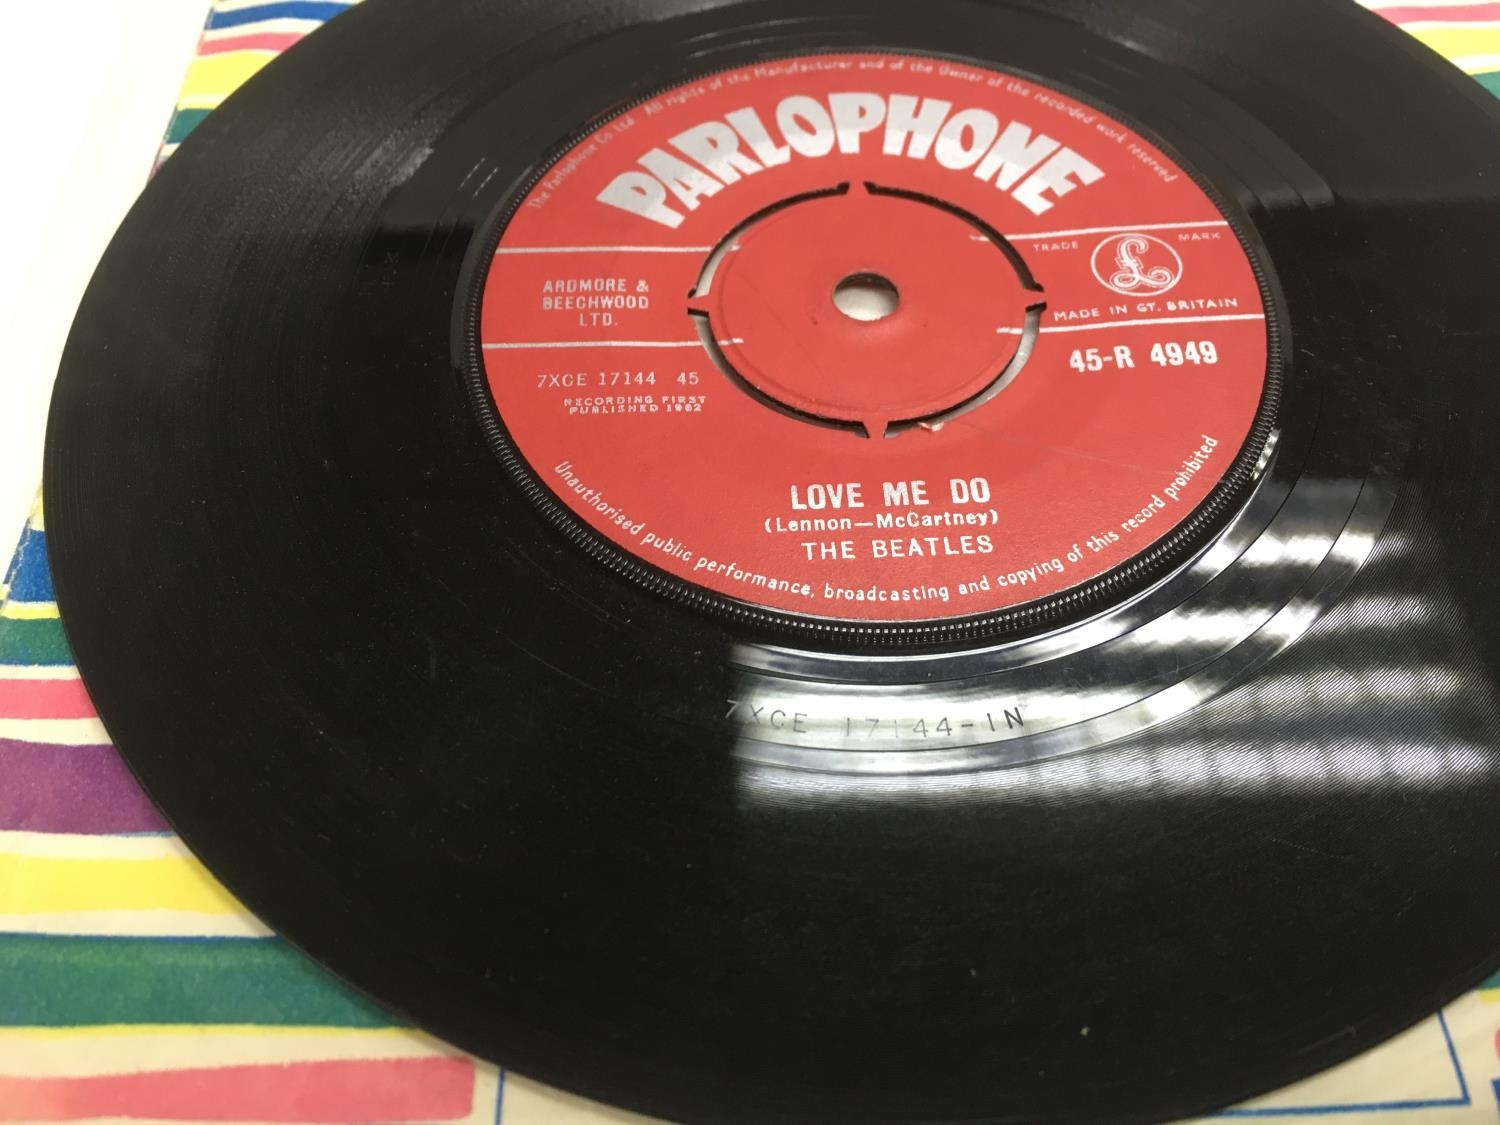 The Parlophone Co Ltd All rights of the Manufacturer and of the Owner of the recorded work reserved
PARLOPHONE
ARDMORE &
BEECHWOOD
LTD.
TRADE MARK
£
MADE IN GT. BRITAIN
7XCE 17144 45
RECORDING FIRST
PUBLISHED 1962
45-R 4949
LOVE ME DO
(Lennon—McCartney)
THE BEATLES
Unauthorised public performance, broadcasting and copying of this record prohibited
7XCE 17144-1N